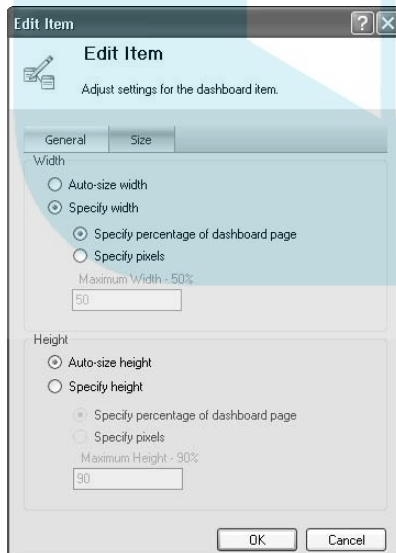 Edit Item
?
X
Edit Item
Adjust settings for the dashboard item.
General Size
Width
Auto-size width
Specify width
Specify percentage of dashboard page
Specify pixels
Maximum Width - 50%
50
Height
Auto-size height
Specify height
Specify percentage of dashboard page
Specify pixels
Maximum Height - 90%
90
OK Cancel